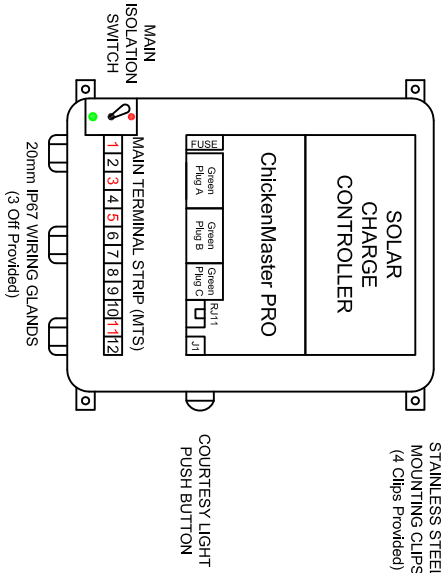 STAINLESS STEEL
MOUNTING CLIPS
(4 Clips Provided)
SOLAR
CHARGE
CONTROLLER
ChickenMaster PRO
FUSE
Green
Plug A
Green
Plug B
Green
Plug C
RJ11
J1
COURTESY LIGHT
PUSH BUTTON
MAIN
ISOLATION
SWITCH
MAIN TERMINAL STRIP (MTS)
1 2 3 4 5 6 7 8 9 10 11 12
20mm IP67 WIRING GLANDS
(3 Off Provided)